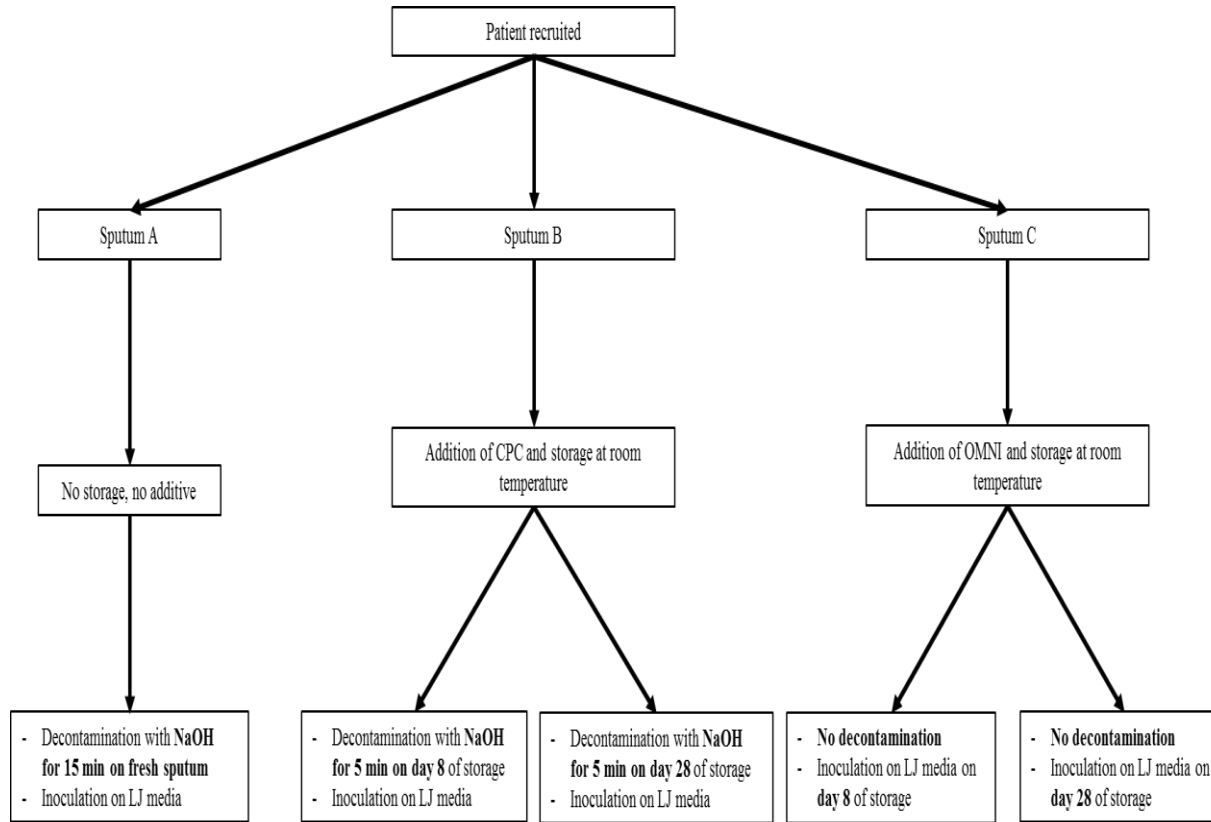 Patient recruited
Sputum A
Sputum B
Sputum C
No storage, no additive
Addition of CPC and storage at room
temperature
Addition of OMNI and storage at room
temperature
- Decontamination with NaOH
for 15 min on fresh sputum
- Inoculation on LJ media
- Decontamination with NaOH
for 5 min on day 8 of storage
- Inoculation on LJ media
- Decontamination with NaOH
for 5 min on day 28 of storage
- Inoculation on LJ media
- No decontamination
- Inoculation on LJ media on
day 8 of storage
- No decontamination
- Inoculation on LJ media on
day 28 of storage